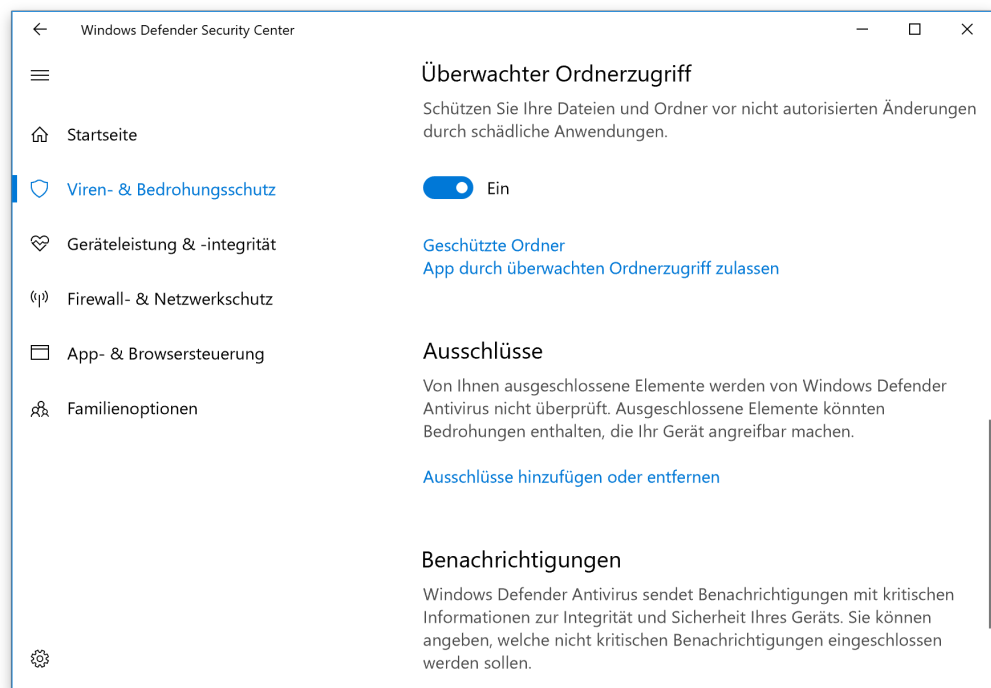 Windows Defender Security Center
Startseite
Viren- & Bedrohungsschutz
Geräteleistung & -integrität
Firewall- & Netzwerkschutz
App- & Browsersteuerung
Familienoptionen
Überwachter Ordnerzugriff
Schützen Sie Ihre Dateien und Ordner vor nicht autorisierten Änderungen
durch schädliche Anwendungen.
Ein
Geschützte Ordner
App durch überwachten Ordnerzugriff zulassen
Ausschlüsse
Von Ihnen ausgeschlossene Elemente werden von Windows Defender
Antivirus nicht überprüft. Ausgeschlossene Elemente könnten
Bedrohungen enthalten, die Ihr Gerät angreifbar machen.
Ausschlüsse hinzufügen oder entfernen
Benachrichtigungen
Windows Defender Antivirus sendet Benachrichtigungen mit kritischen
Informationen zur Integrität und Sicherheit Ihres Geräts. Sie können
angeben, welche nicht kritischen Benachrichtigungen eingeschlossen
werden sollen.